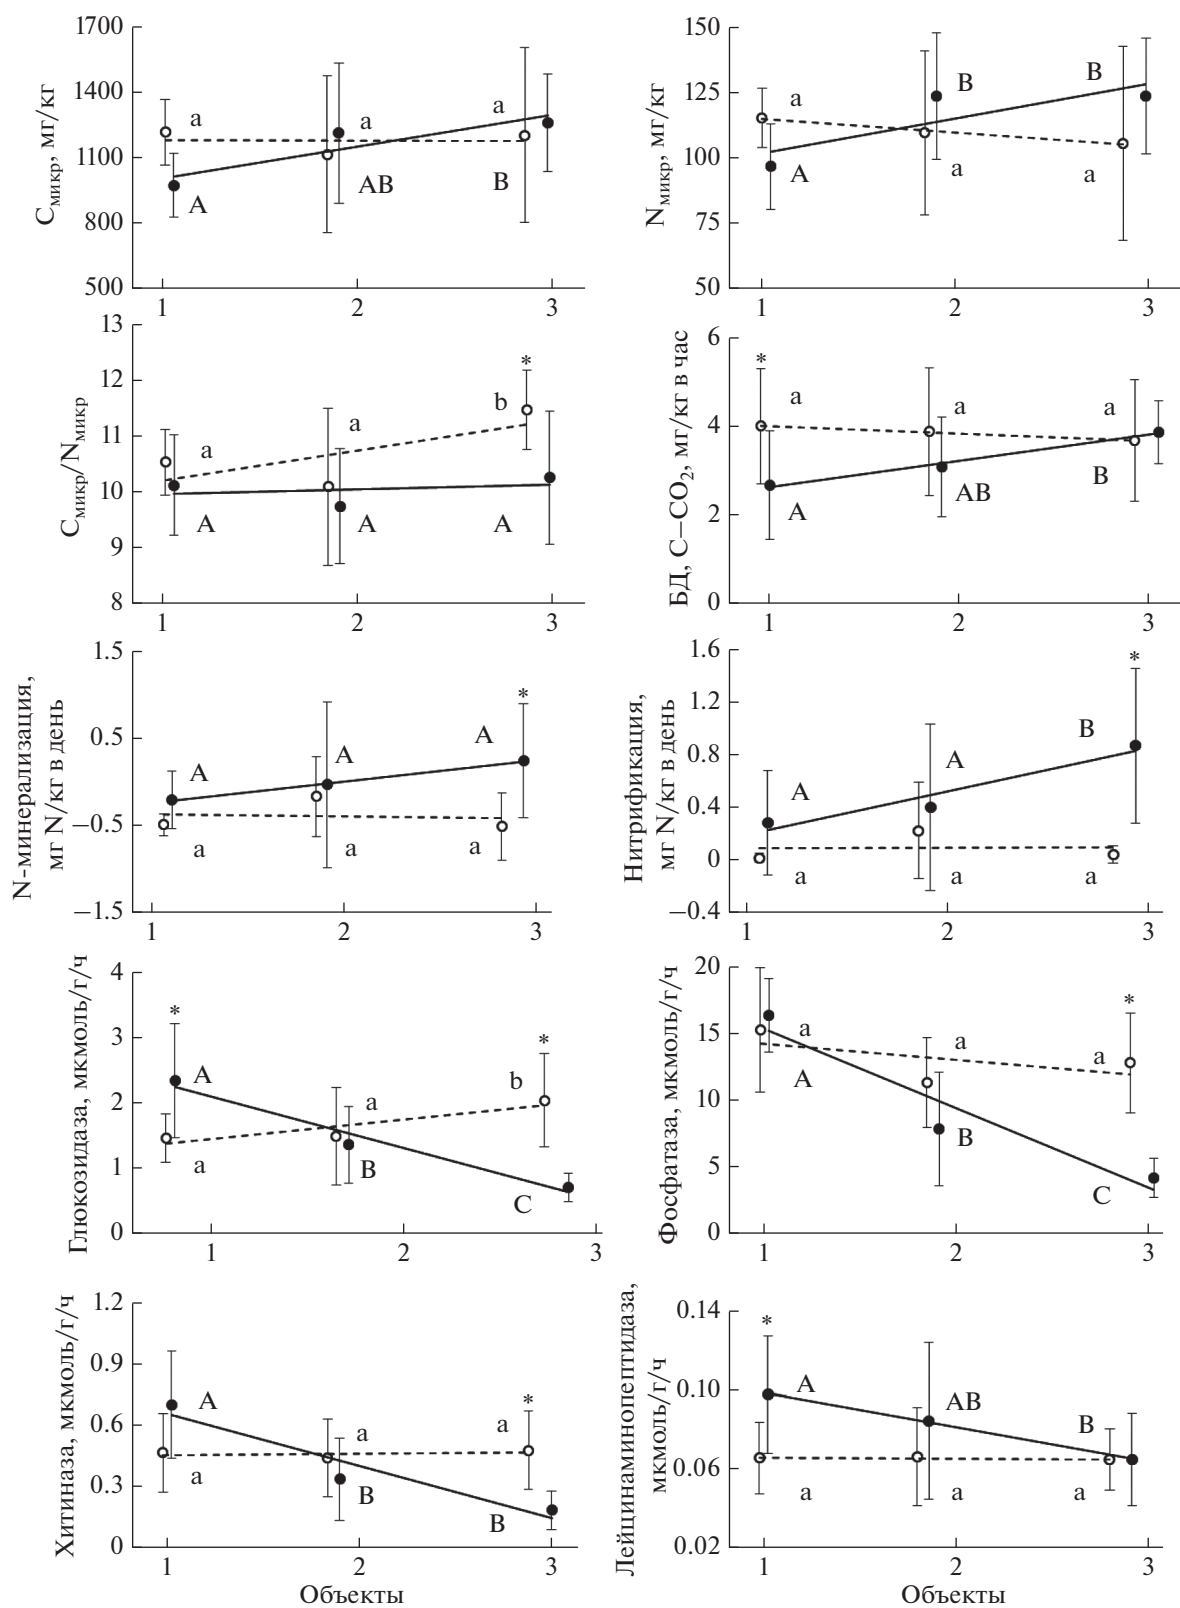 C_микр, мг/кг
1700
1400
1100
800
500
a
a
a
A
AB
B
1
2
3
N_микр, мг/кг
150
125
100
75
50
a
B
B
A
a
a
1
2
3
C_микр/N_микр
13
12
11
10
9
8
a
a
b
*
A
A
A
1
2
3
БД, C–CO₂, мг/кг в час
6
4
2
0
*
a
a
a
A
AB
B
1
2
3
N-минерализация,
мг N/кг в день
1.5
0.5
−0.5
−1.5
A
A
A
*
a
a
a
1
2
3
Нитрификация,
мг N/кг в день
1.6
1.2
0.8
0.4
0
−0.4
A
A
B
*
a
a
a
1
2
3
Глюкозидаза, мкмоль/г/ч
4
3
2
1
0
*
A
a
b
*
a
B
C
1
2
3
Фосфатаза, мкмоль/г/ч
20
15
10
5
0
a
a
a
*
A
B
C
1
2
3
Хитиназа, мкмоль/г/ч
1.2
0.9
0.6
0.3
0
A
a
a
*
a
B
B
1
2
3
Объекты
Лейцинаминопептидаза,
мкмоль/г/ч
0.14
0.10
0.06
0.02
*
A
AB
B
a
a
a
1
2
3
Объекты